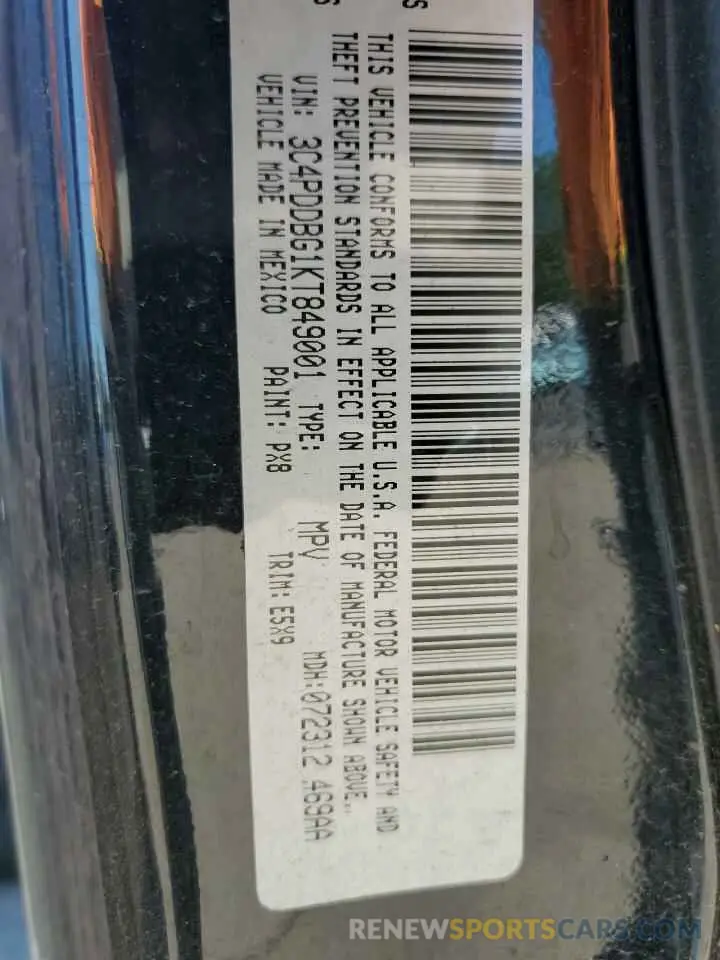 THIS VEHICLE CONFORMS TO ALL APPLICABLE U.S.A. FEDERAL MOTOR VEHICLE SAFETY AND
THEFT PREVENTION STANDARDS IN EFFECT ON THE DATE OF MANUFACTURE SHOWN ABOVE.
VIN: 3C4PDDBG1KT849001 TYPE: MPV MDH:072312 469AA
VEHICLE MADE IN MEXICO PAINT: PX8 TRIM: E5X9
RENEWSPORTSCARS.COM